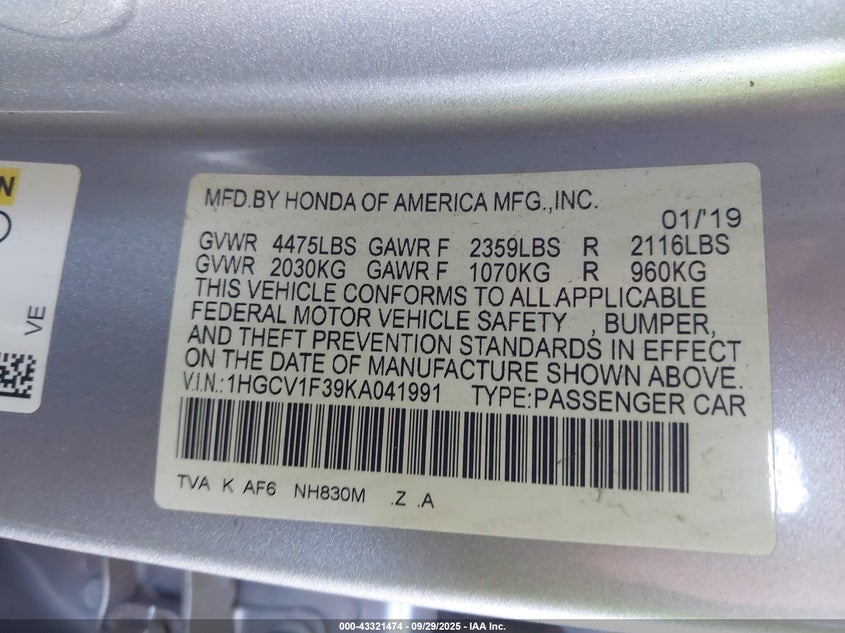 N
VE
MFD.BY HONDA OF AMERICA MFG.,INC.
01/'19
GVWR 4475LBS GAWR F 2359LBS R 2116LBS
GVWR 2030KG GAWR F 1070KG R 960KG
THIS VEHICLE CONFORMS TO ALL APPLICABLE
FEDERAL MOTOR VEHICLE SAFETY , BUMPER,
AND THEFT PREVENTION STANDARDS IN EFFECT
ON THE DATE OF MANUFACTURE SHOWN ABOVE.
V.I.N.:1HGCV1F39KA041991 TYPE:PASSENGER CAR
TVA K AF6 NH830M .Z .A
000-43321474 - 09/29/2025 - IAA Inc.